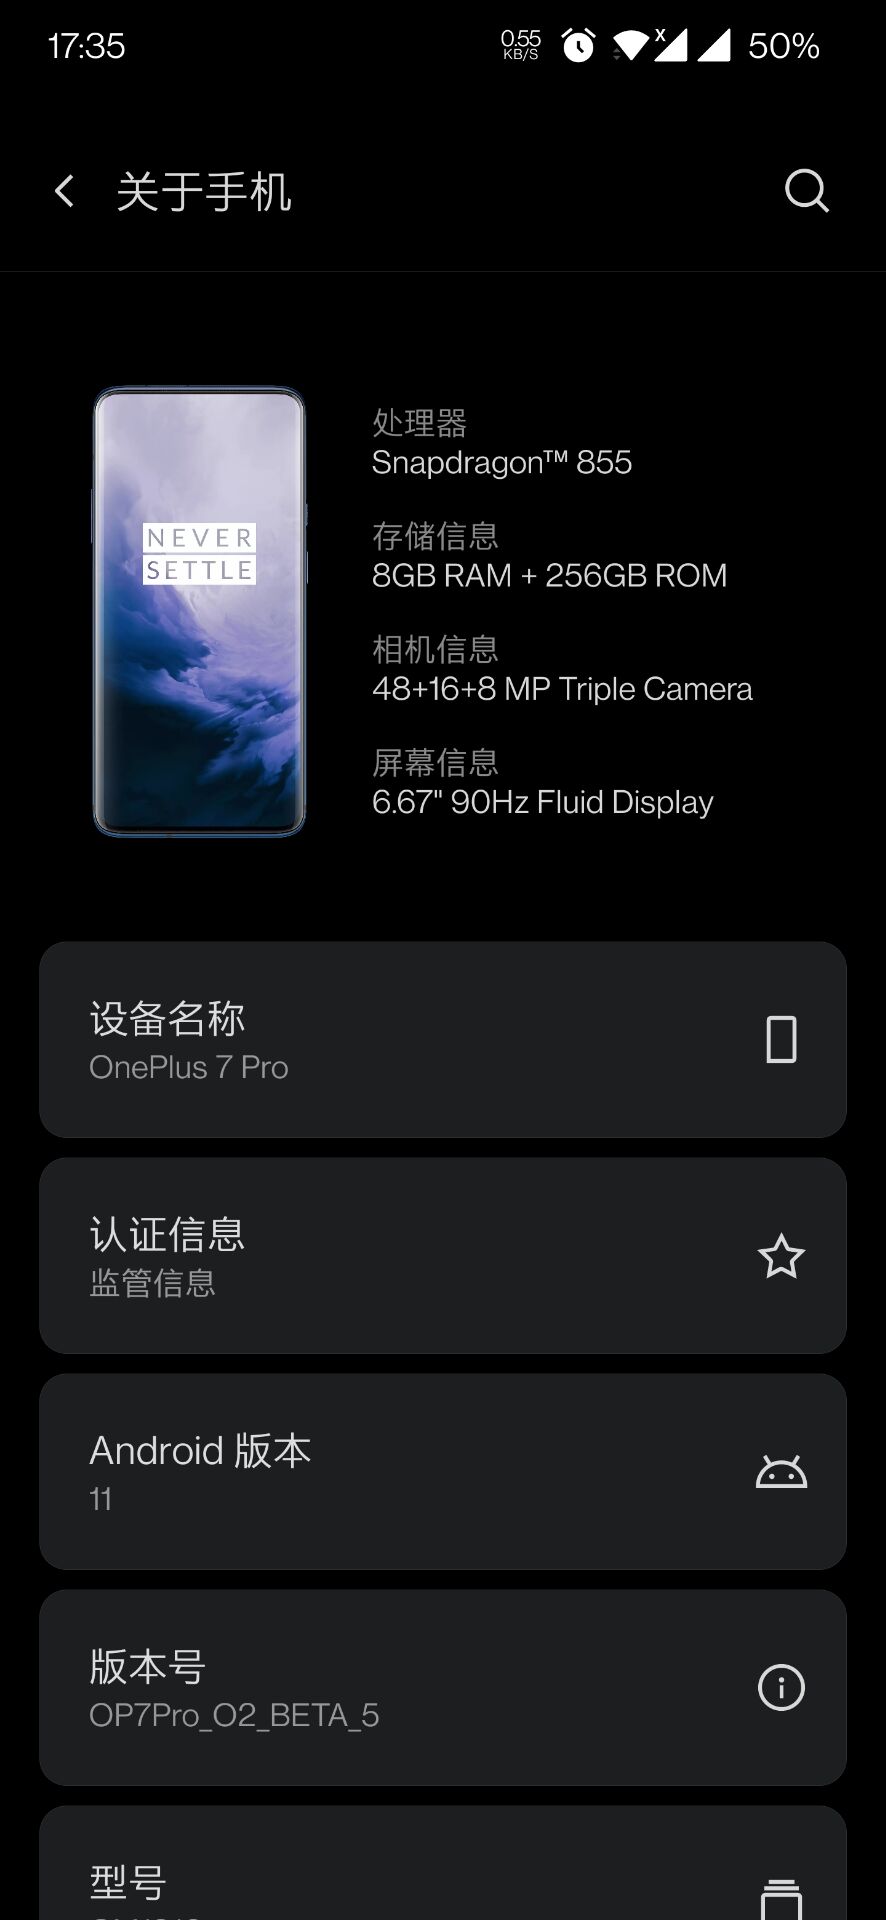 17:35
0.55
KB/S
X
50%
关于手机
NEVER
SETTLE
处理器
Snapdragon™ 855
存储信息
8GB RAM + 256GB ROM
相机信息
48+16+8 MP Triple Camera
屏幕信息
6.67" 90Hz Fluid Display
设备名称
OnePlus 7 Pro
认证信息
监管信息
Android 版本
11
版本号
OP7Pro_O2_BETA_5
型号